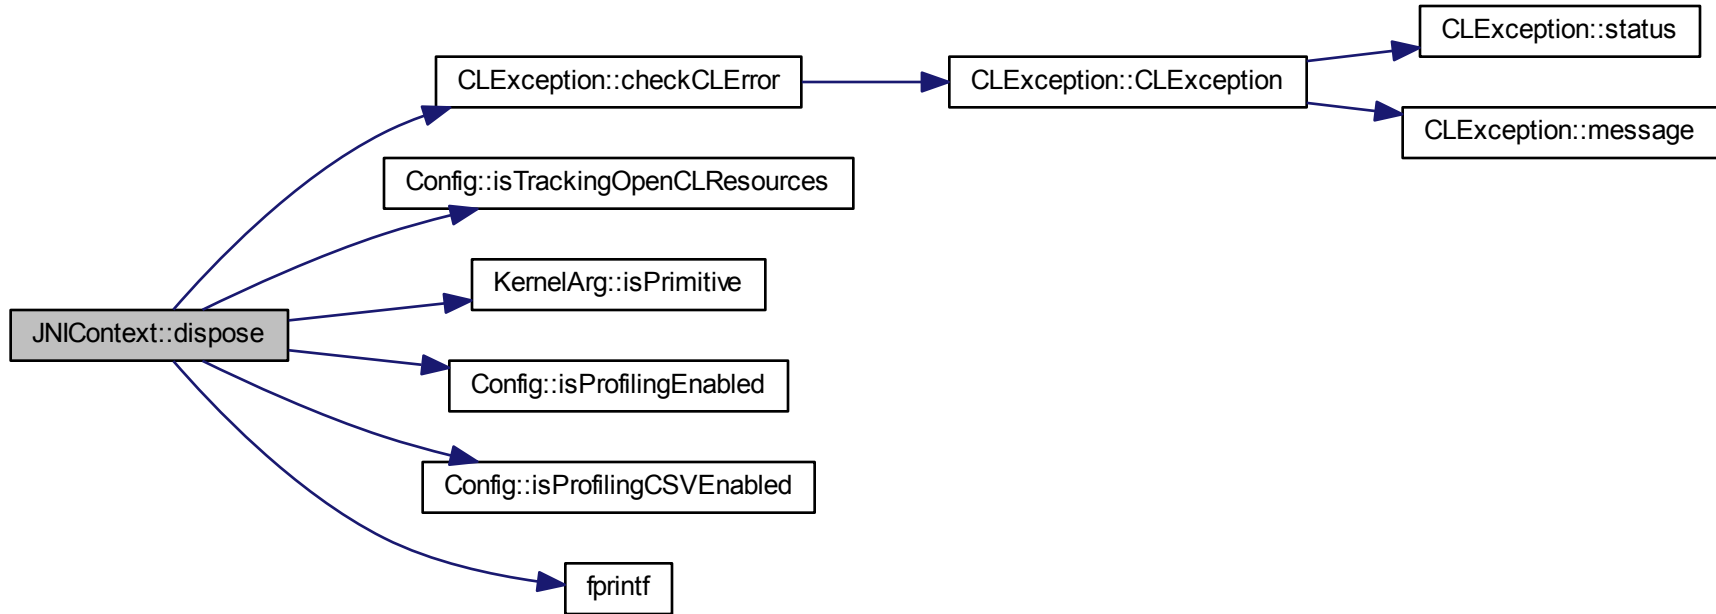 JNIContext::dispose
CLException::checkCLError
Config::isTrackingOpenCLResources
KernelArg::isPrimitive
Config::isProfilingEnabled
Config::isProfilingCSVEnabled
fprintf
CLException::CLException
CLException::status
CLException::message